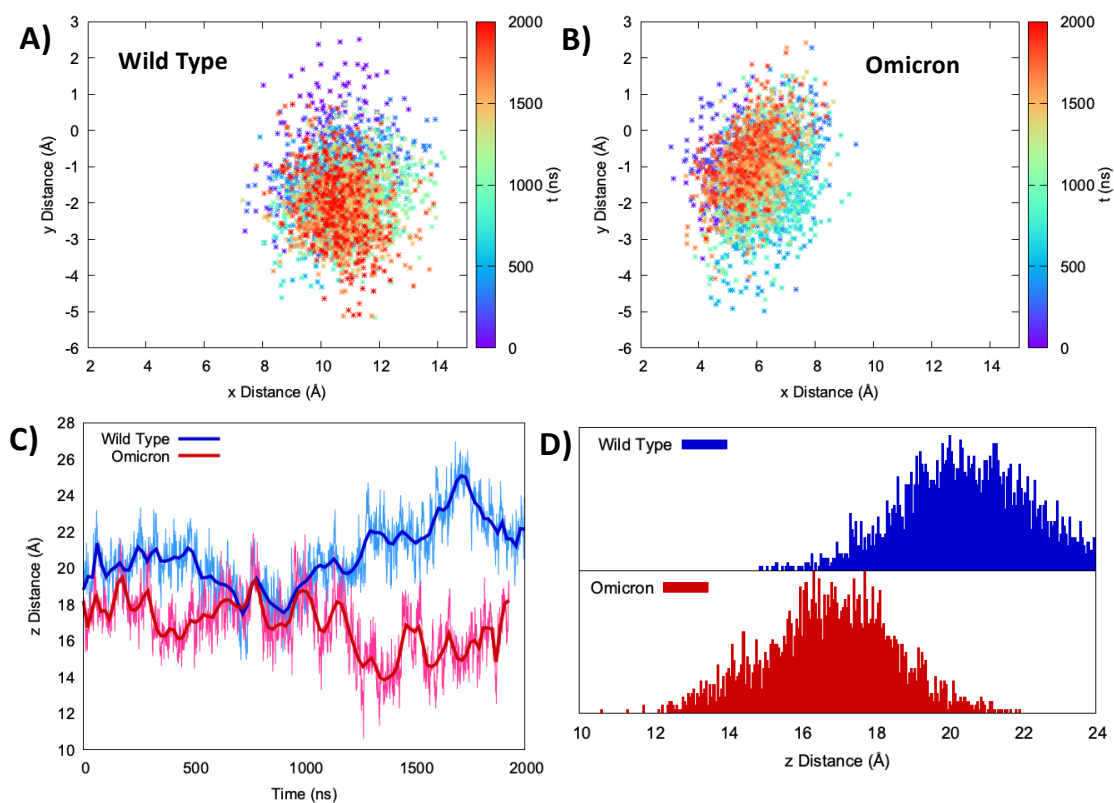 A)
Wild Type
y Distance (Å)
3
2
1
0
-1
-2
-3
-4
-5
-6
2 4 6 8 10 12 14
x Distance (Å)
2000
1500
1000
500
0
t (ns)
B)
Omicron
y Distance (Å)
3
2
1
0
-1
-2
-3
-4
-5
-6
2 4 6 8 10 12 14
x Distance (Å)
2000
1500
1000
500
0
t (ns)
C)
Wild Type
Omicron
z Distance (Å)
28
26
24
22
20
18
16
14
12
10
0 500 1000 1500 2000
Time (ns)
D)
Wild Type
Omicron
10 12 14 16 18 20 22 24
z Distance (Å)